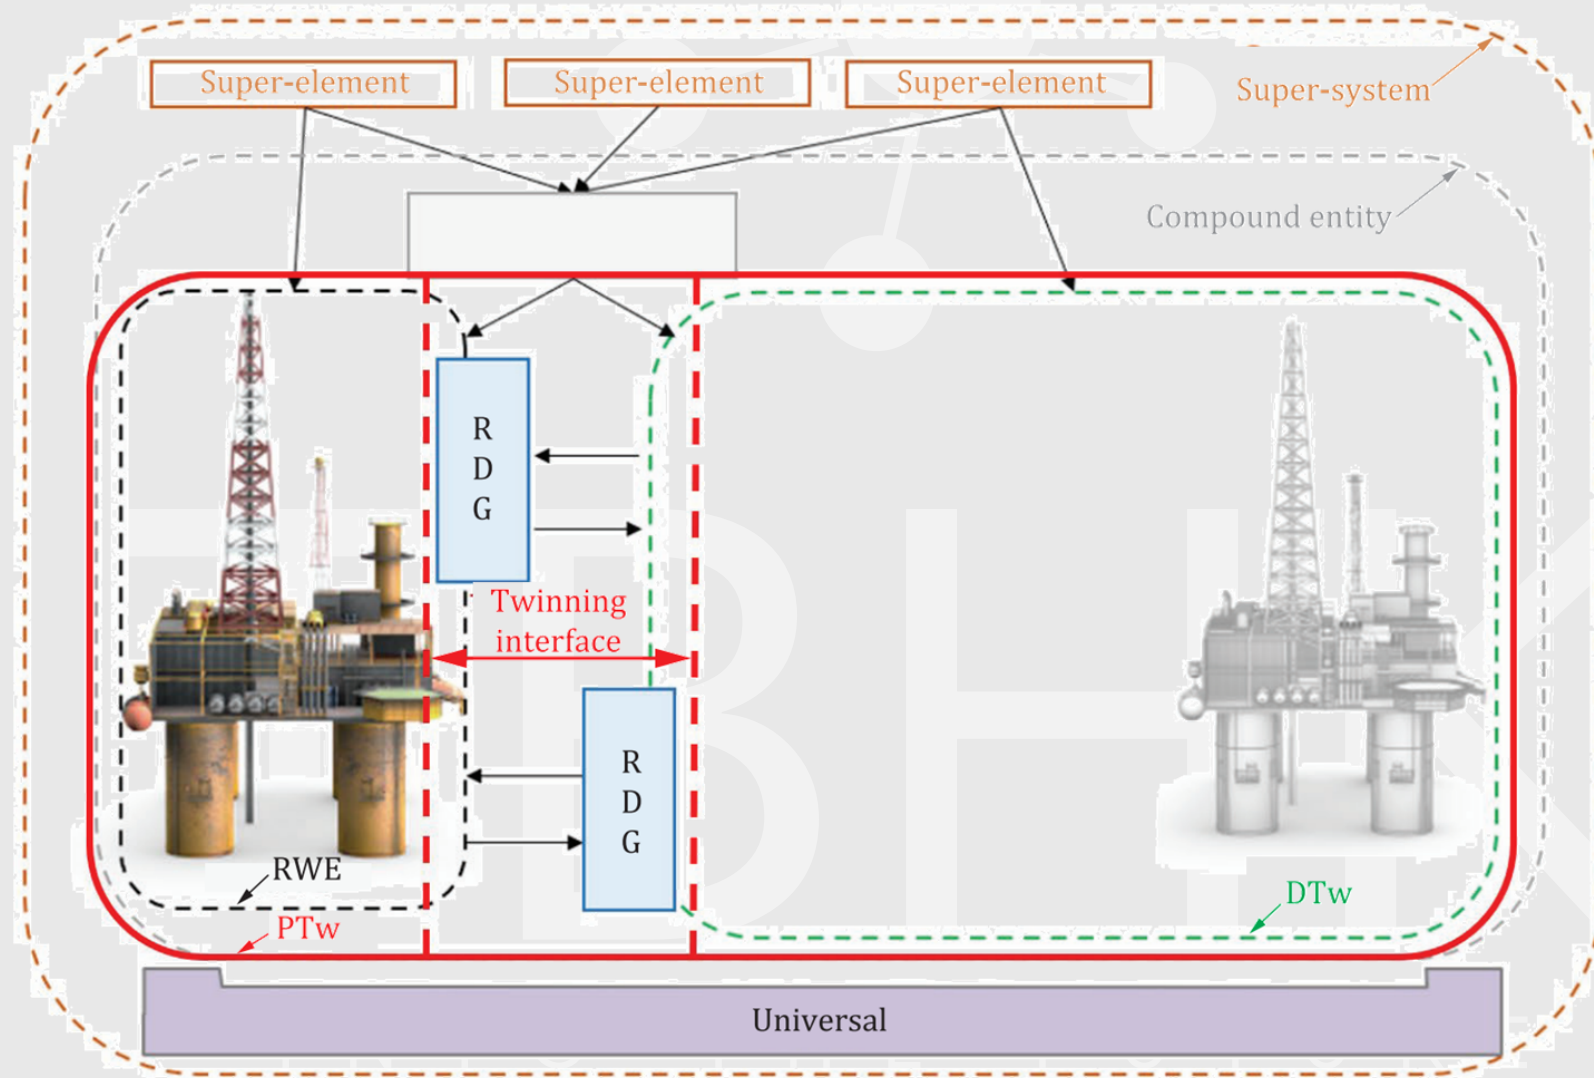 Super-element
Super-element
Super-element
Super-system
Compound entity
R
D
G
Twinning
interface
R
D
G
RWE
DTw
PTw
Universal